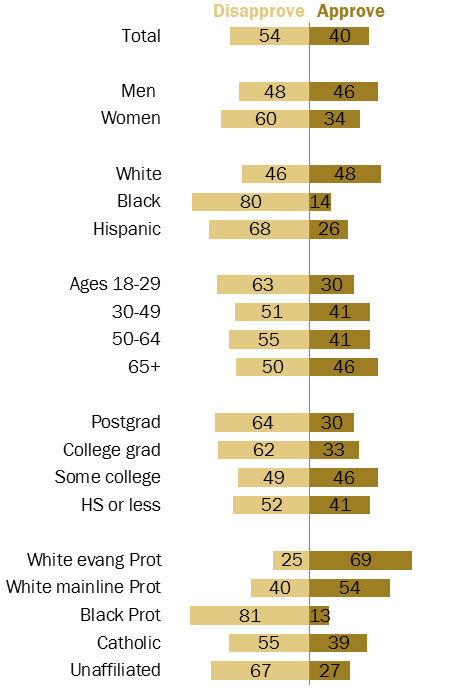 Disapprove Approve
Total 54 40
Men 48 46
Women 60 34
White 46 48
Black 80 14
Hispanic 68 26
Ages 18-29 63 30
30-49 51 41
50-64 55 41
65+ 50 46
Postgrad 64 30
College grad 62 33
Some college 49 46
HS or less 52 41
White evang Prot 25 69
White mainline Prot 40 54
Black Prot 81 13
Catholic 55 39
Unaffiliated 67 27